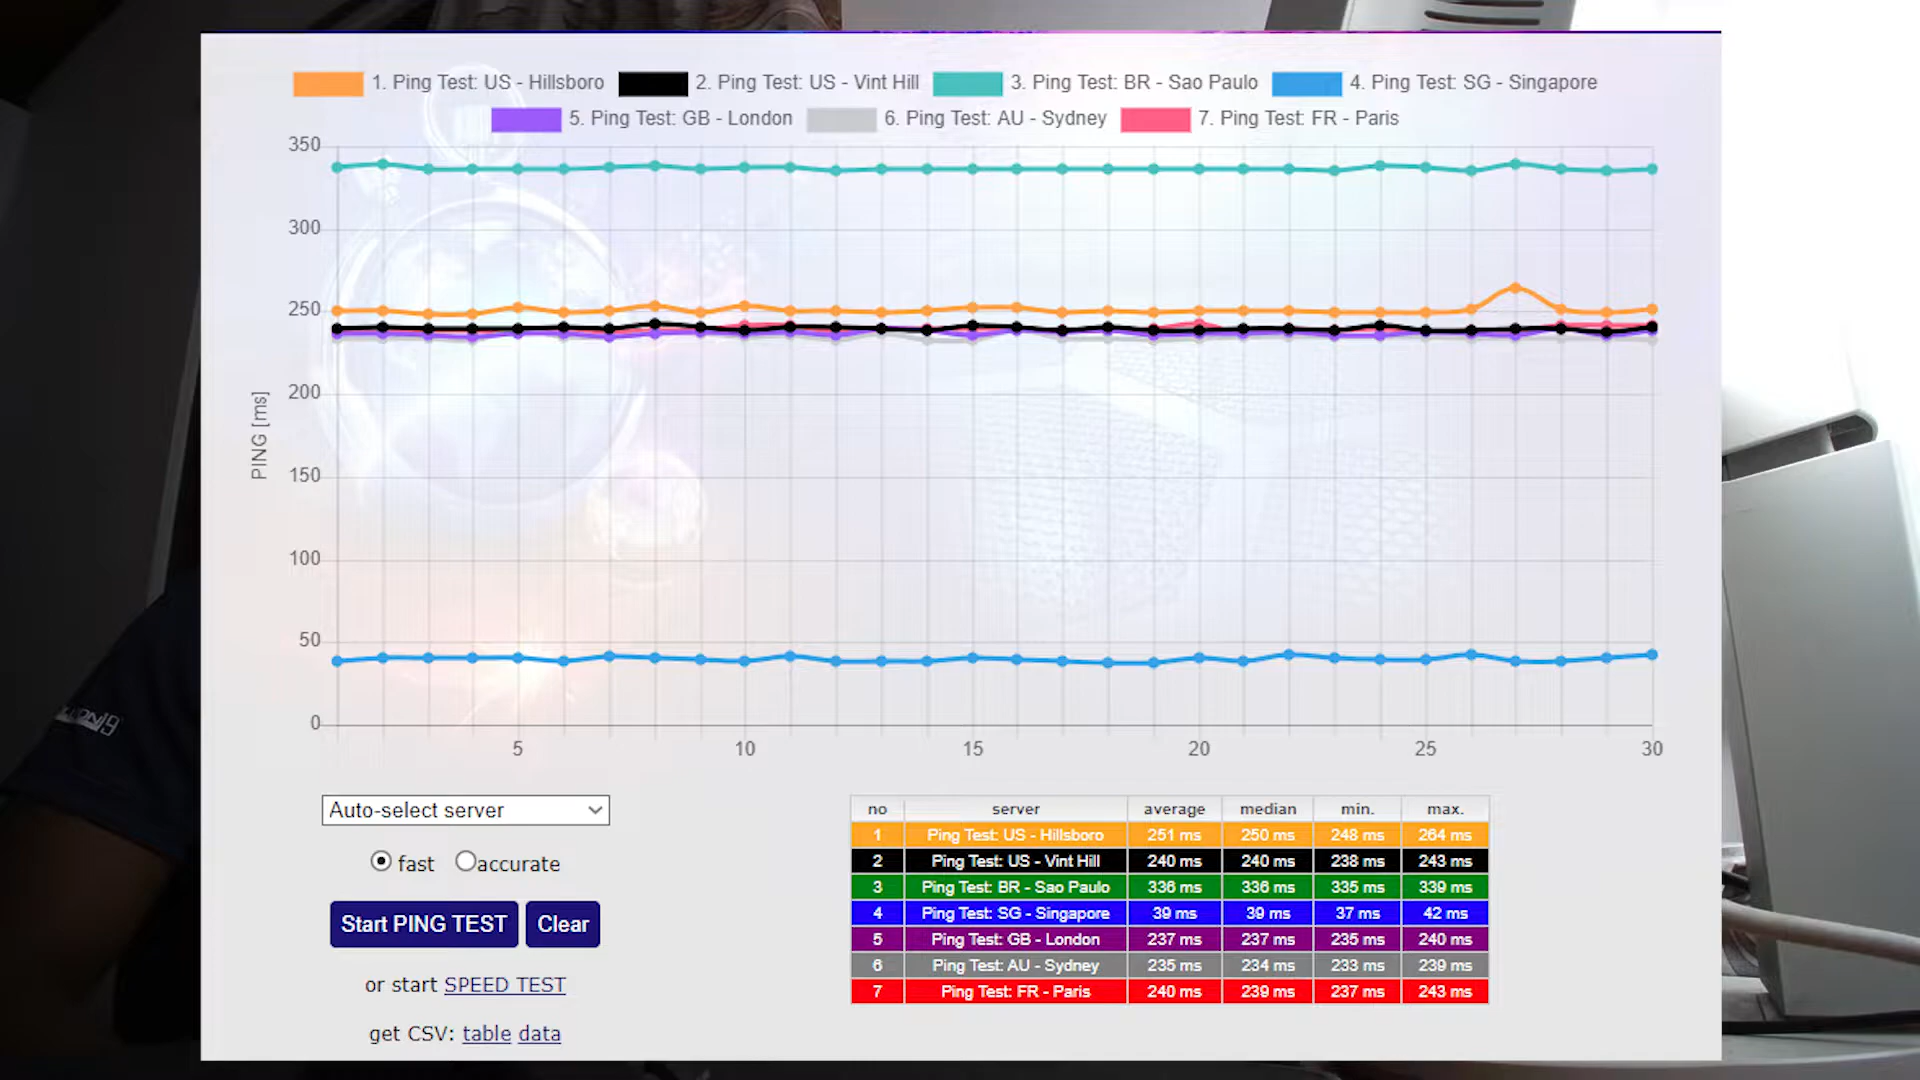 1. Ping Test: US - Hillsboro 2. Ping Test: US - Vint Hill 3. Ping Test: BR - Sao Paulo 4. Ping Test: SG - Singapore
5. Ping Test: GB - London 6. Ping Test: AU - Sydney 7. Ping Test: FR - Paris
350
300
250
200
150
100
50
0
PING [ms]
5 10 15 20 25 30
Auto-select server
fast accurate
Start PING TEST Clear
or start SPEED TEST
get CSV: table data
no server average median min. max.
1 Ping Test: US - Hillsboro 251 ms 250 ms 248 ms 264 ms
2 Ping Test: US - Vint Hill 240 ms 240 ms 238 ms 243 ms
3 Ping Test: BR - Sao Paulo 336 ms 336 ms 335 ms 339 ms
4 Ping Test: SG - Singapore 39 ms 39 ms 37 ms 42 ms
5 Ping Test: GB - London 237 ms 237 ms 235 ms 240 ms
6 Ping Test: AU - Sydney 235 ms 234 ms 233 ms 239 ms
7 Ping Test: FR - Paris 240 ms 239 ms 237 ms 243 ms